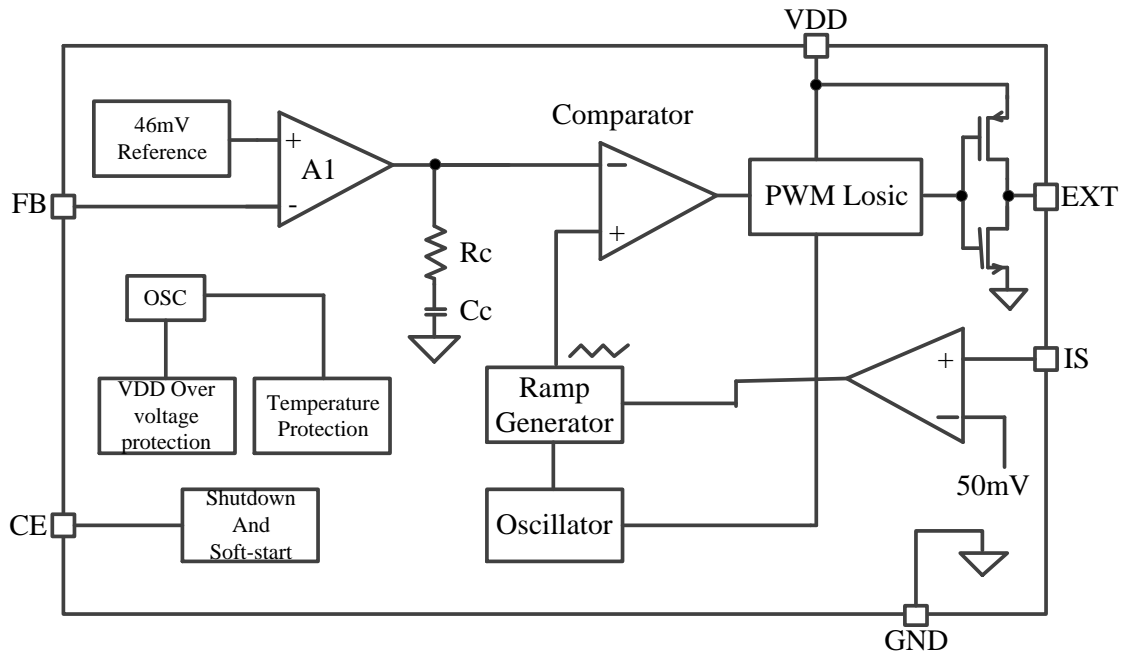 VDD
Comparator
46mV
Reference
+
A1
-
FB
−
+
PWM Losic
EXT
Rc
Cc
OSC
VDD Over
voltage
protection
Temperature
Protection
Ramp
Generator
+
−
IS
50mV
CE
Shutdown
And
Soft-start
Oscillator
GND